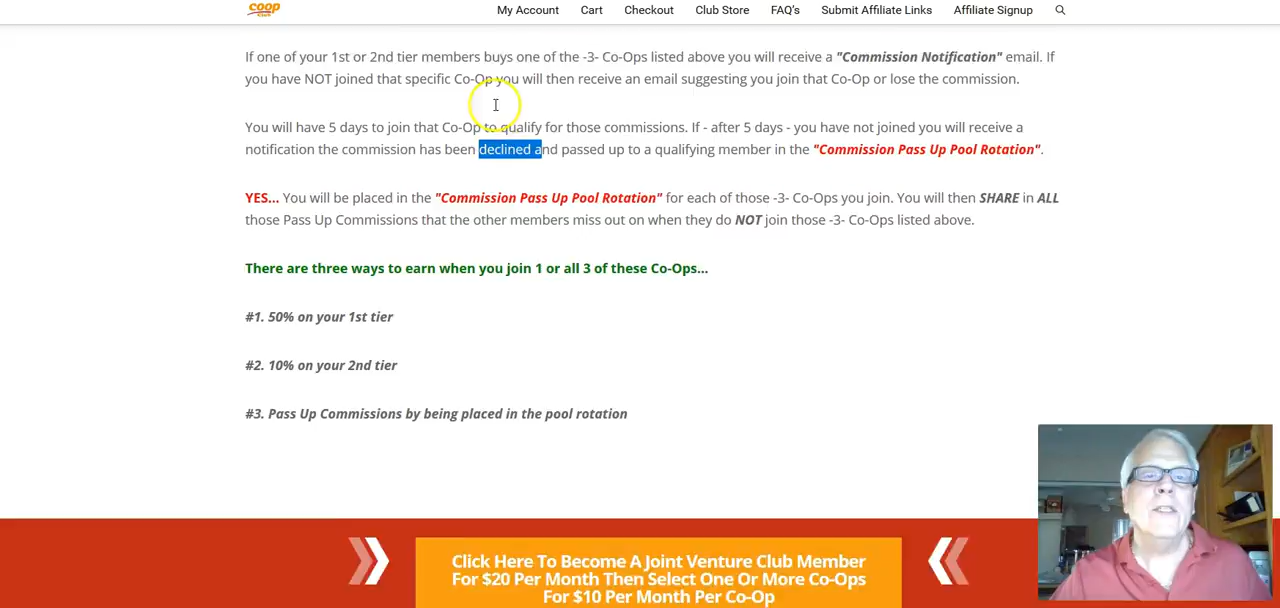 coop
My Account
Cart
Checkout
Club Store
FAQ's
Submit Affiliate Links
Affiliate Signup
If one of your 1st or 2nd tier members buys one of the -3- Co-Ops listed above you will receive a "Commission Notification" email. If
you have NOT joined that specific Co-Op you will then receive an email suggesting you join that Co-Op or lose the commission.
You will have 5 days to join that Co-Op to qualify for those commissions. If - after 5 days - you have not joined you will receive a
notification the commission has been declined and passed up to a qualifying member in the "Commission Pass Up Pool Rotation".
YES... You will be placed in the "Commission Pass Up Pool Rotation" for each of those -3- Co-Ops you join. You will then SHARE in ALL
those Pass Up Commissions that the other members miss out on when they do NOT join those -3- Co-Ops listed above.
There are three ways to earn when you join 1 or all 3 of these Co-Ops...
#1. 50% on your 1st tier
#2. 10% on your 2nd tier
#3. Pass Up Commissions by being placed in the pool rotation
Click Here To Become A Joint Venture Club Member
For $20 Per Month Then Select One Or More Co-Ops
For $10 Per Month Per Co-Op